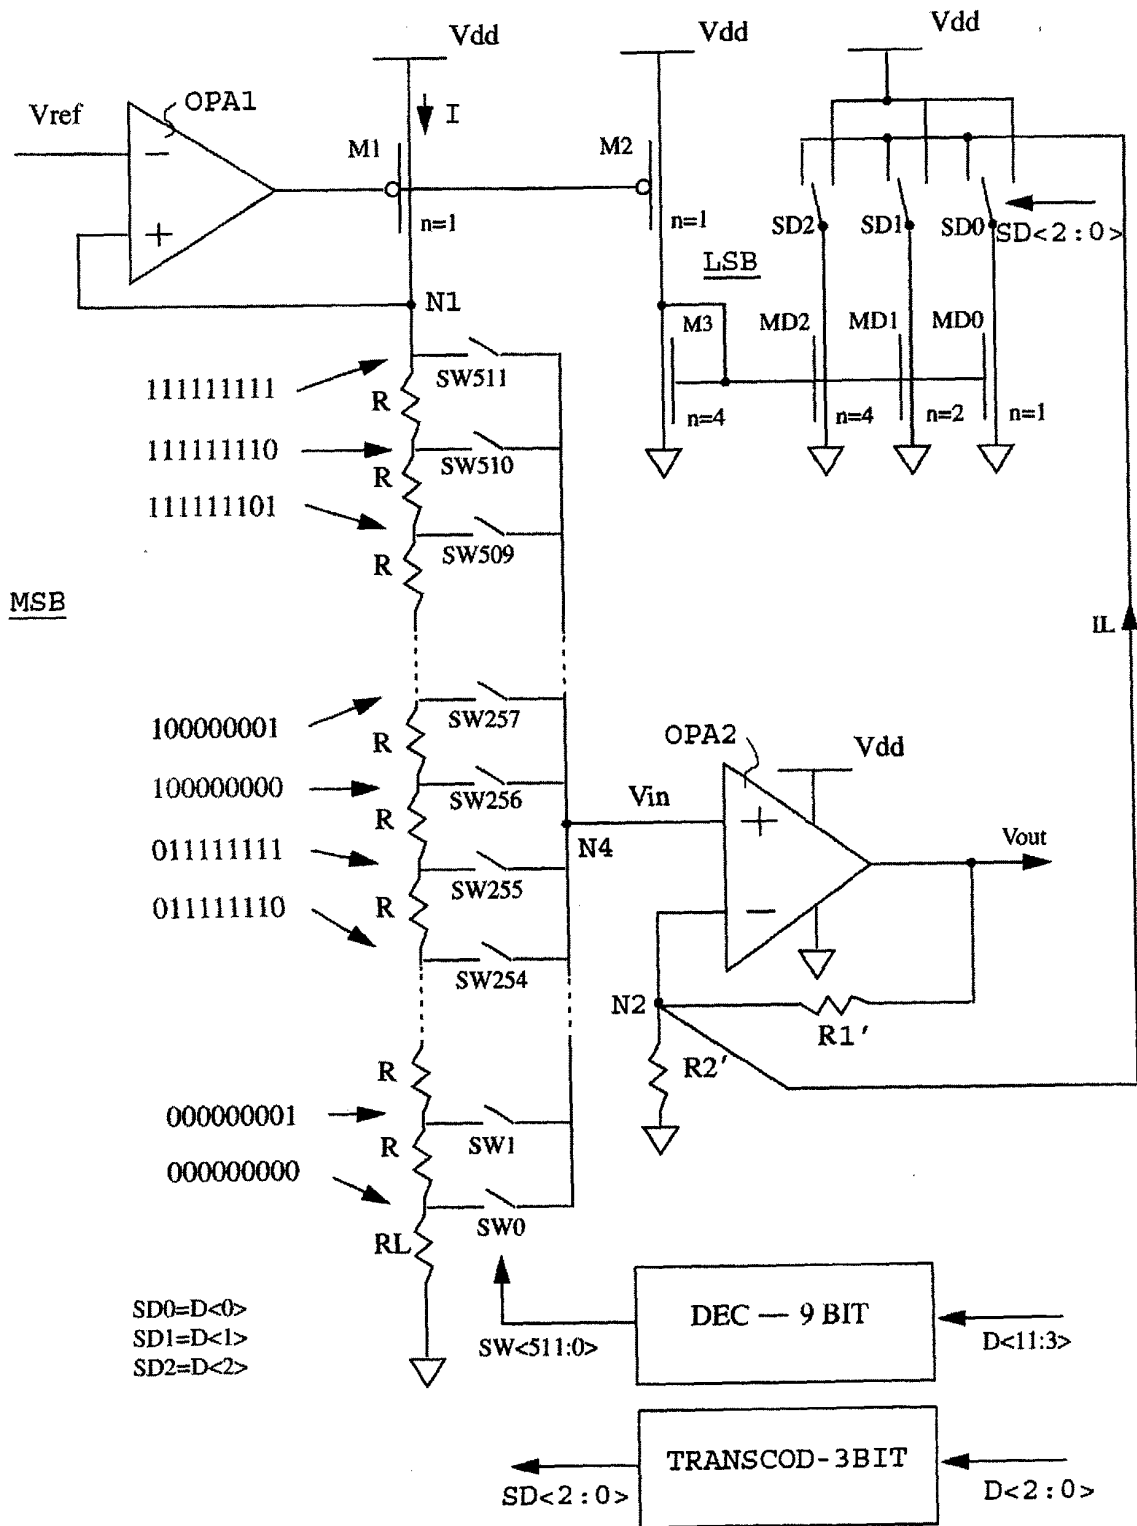 Vdd
Vdd
Vdd
Vref
OPA1
I
M1
M2
n=1
n=1
SD2
SD1
SD0
SD<2:0>
LSB
N1
M3
MD2
MD1
MD0
n=4
n=4
n=2
n=1
111111111
SW511
R
111111110
SW510
R
111111101
SW509
R
MSB
IL
100000001
SW257
R
OPA2
Vdd
100000000
SW256
R
Vin
N4
Vout
011111111
SW255
R
011111110
SW254
N2
R1'
R2'
R
000000001
SW1
R
000000000
SW0
RL
SD0=D<0>
SD1=D<1>
SD2=D<2>
SW<511:0>
DEC — 9 BIT
D<11:3>
SD<2:0>
TRANSCOD-3BIT
D<2:0>
+
−
+
−